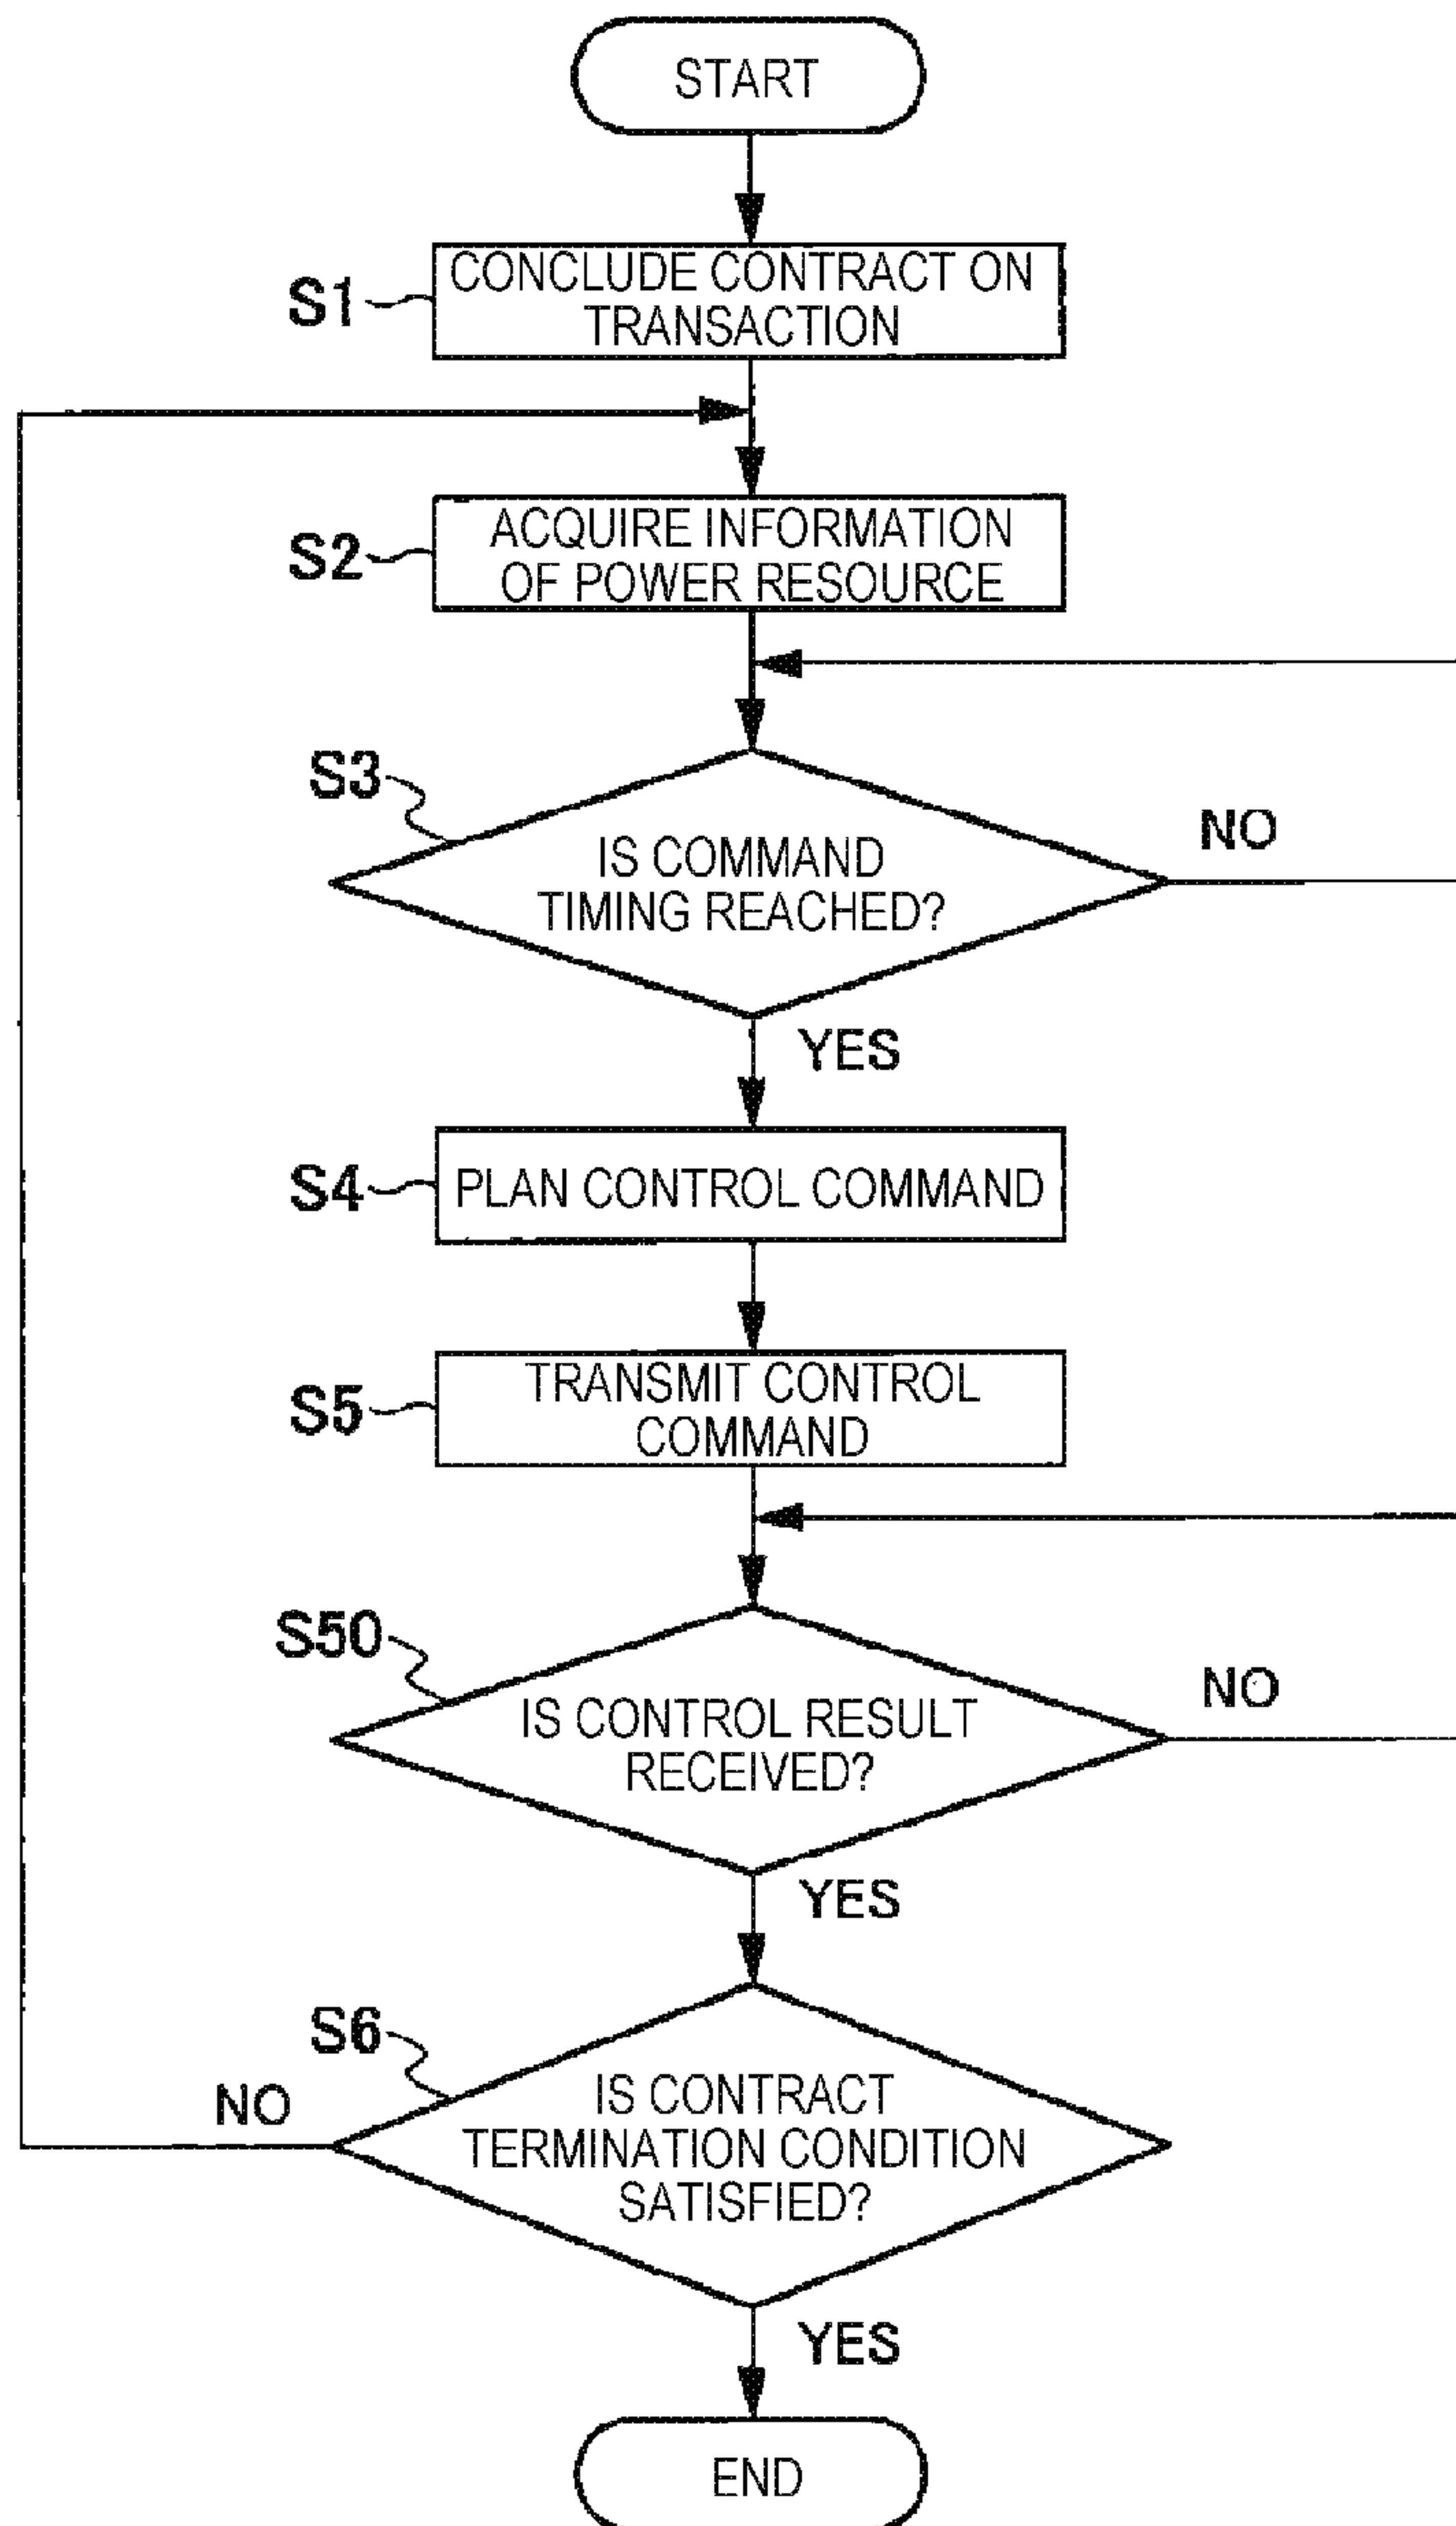 START
S1
CONCLUDE CONTRACT ON
TRANSACTION
S2
ACQUIRE INFORMATION
OF POWER RESOURCE
S3
IS COMMAND
TIMING REACHED?
NO
YES
S4
PLAN CONTROL COMMAND
S5
TRANSMIT CONTROL
COMMAND
S50
IS CONTROL RESULT
RECEIVED?
NO
YES
S6
IS CONTRACT
TERMINATION CONDITION
SATISFIED?
NO
YES
END